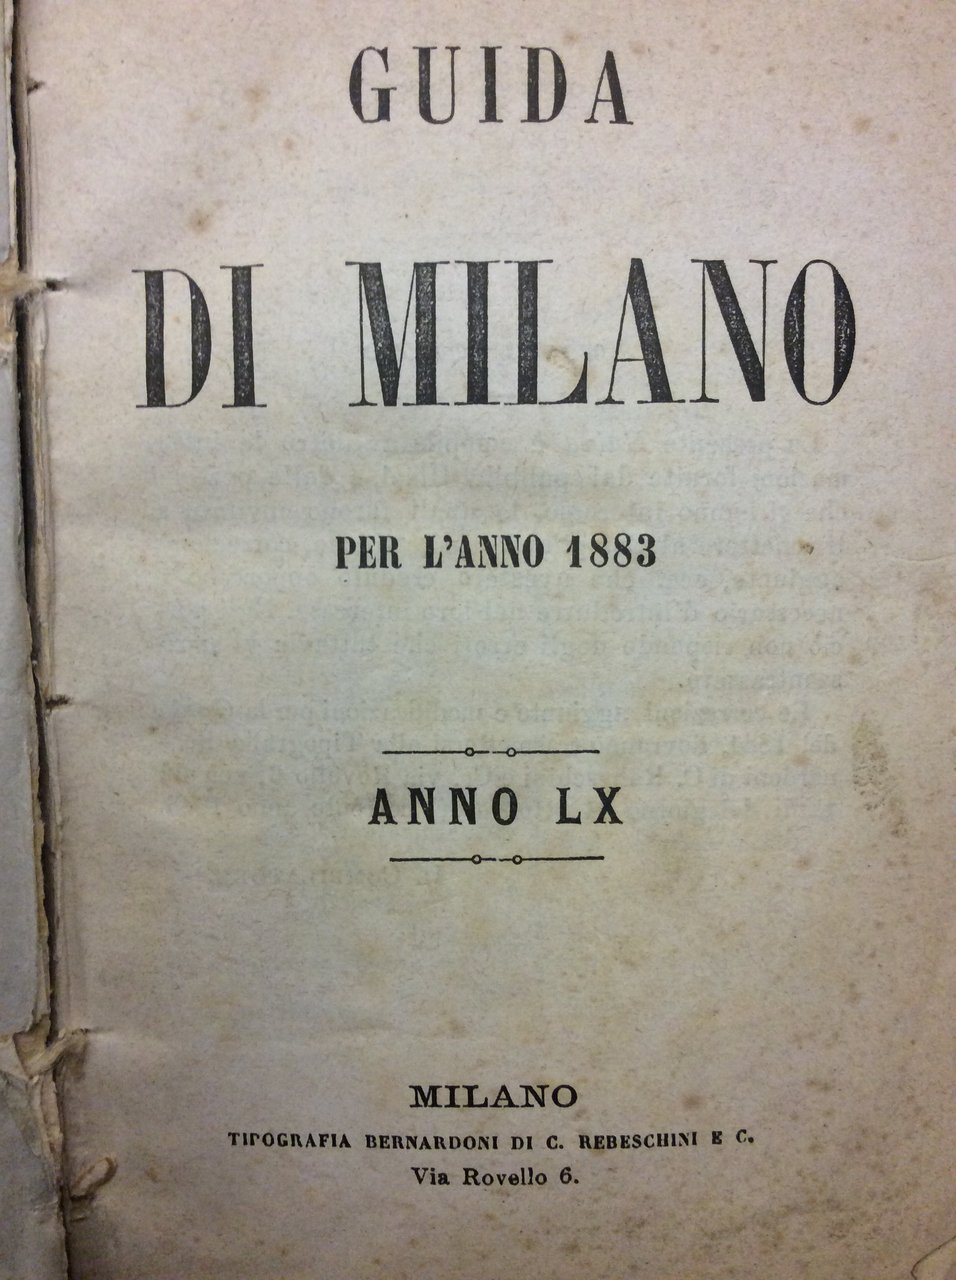 GUIDA
DI MILANO
PER L'ANNO 1883
ANNO LX
MILANO
TIPOGRAFIA BERNARDONI DI C. REBESCHINI E C.
Via Rovello 6.